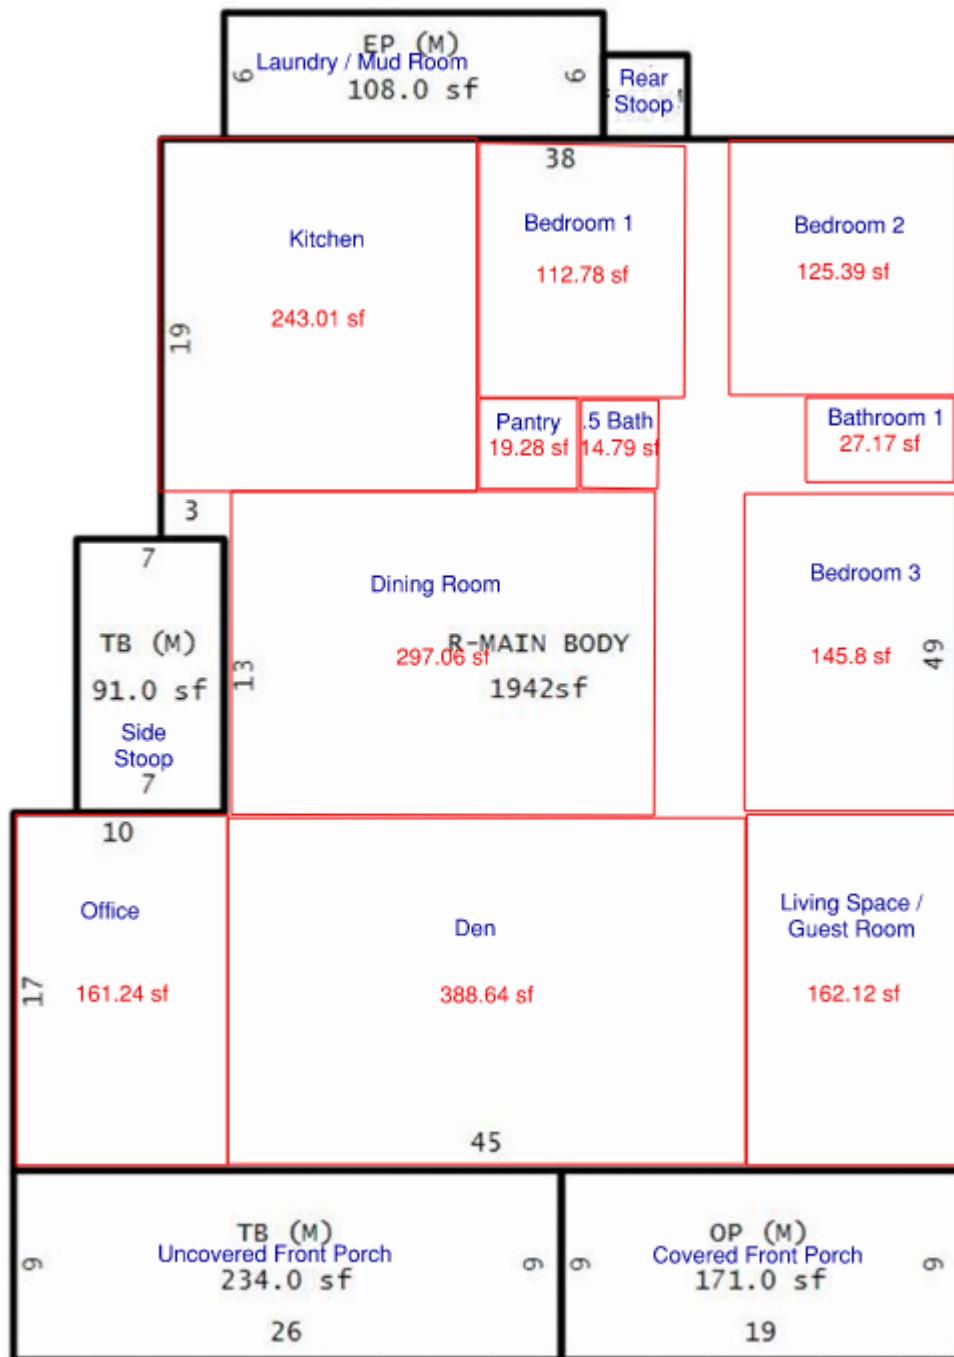 EP (M)
Laundry / Mud Room
6
6
108.0 sf
Rear
Stoop
38
Kitchen
243.01 sf
19
Bedroom 1
112.78 sf
Bedroom 2
125.39 sf
Pantry
19.28 sf
.5 Bath
14.79 sf
Bathroom 1
27.17 sf
3
7
TB (M)
91.0 sf
Side
Stoop
7
13
Dining Room
R-MAIN BODY
297.06 sf
1942sf
Bedroom 3
145.8 sf
49
10
Office
161.24 sf
17
Den
388.64 sf
45
Living Space /
Guest Room
162.12 sf
TB (M)
Uncovered Front Porch
234.0 sf
9
9
26
OP (M)
Covered Front Porch
171.0 sf
9
9
19